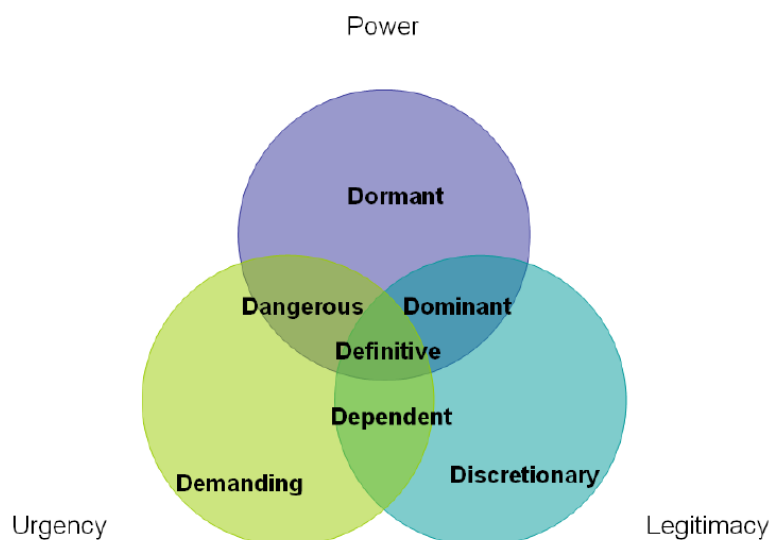 Power
Dormant
Dangerous
Dominant
Definitive
Dependent
Demanding
Discretionary
Urgency
Legitimacy